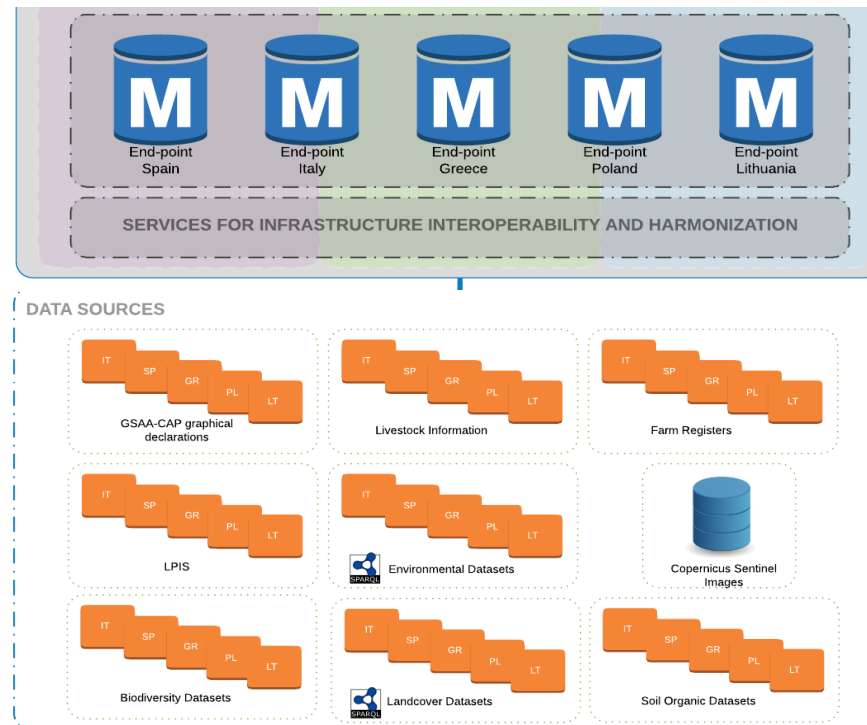 M M M M M
End-point End-point End-point End-point End-point
Spain Italy Greece Poland Lithuania
SERVICES FOR INFRASTRUCTURE INTEROPERABILITY AND HARMONIZATION
DATA SOURCES
IT SP GR PL LT
GSAA-CAP graphical
declarations
IT SP GR PL LT
Livestock Information
IT SP GR PL LT
Farm Registers
IT SP GR PL LT
LPIS
IT SP GR PL LT
SPARQL
Environmental Datasets
Copernicus Sentinel
Images
IT SP GR PL LT
Biodiversity Datasets
IT SP GR PL LT
SPARQL
Landcover Datasets
IT SP GR PL LT
Soil Organic Datasets